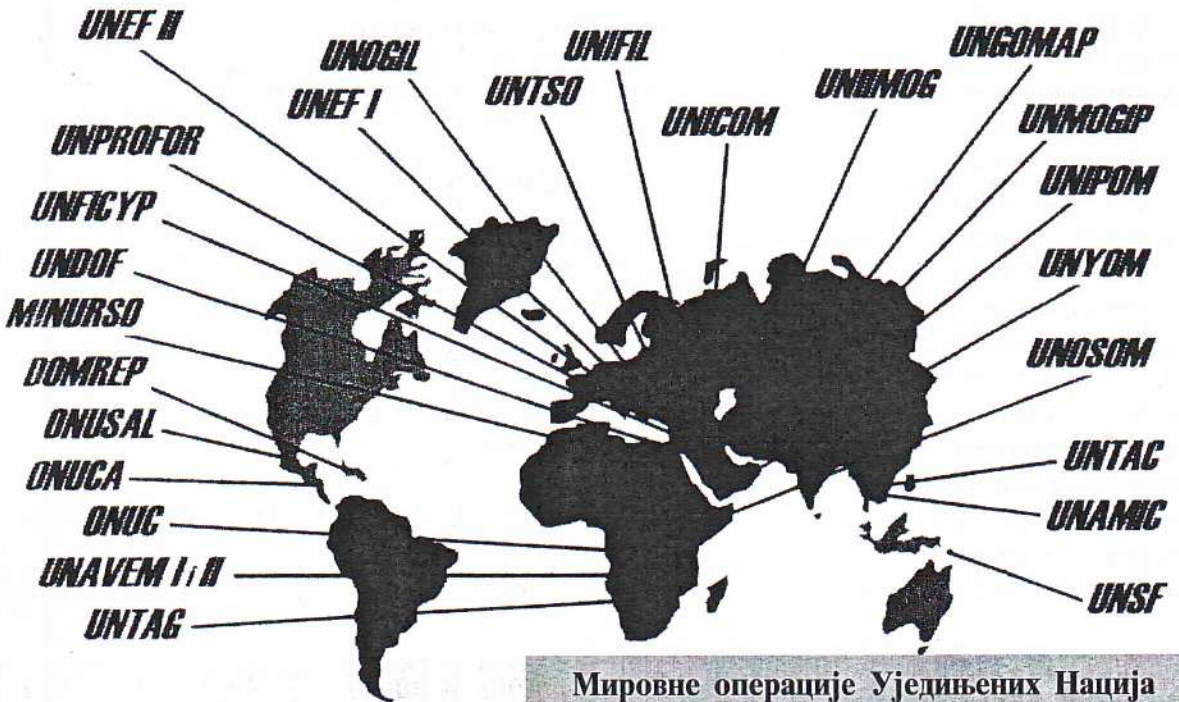 UNEF II
UNOGIL
UNIFIL
UNGOMAP
UNEF I
UNTSO
UNIIMOG
UNICOM
UNPROFOR
UNMOGIP
UNIPOM
UNFICYP
UNDOF
UNYOM
MINURSO
UNOSOM
DOMREP
ONUSAL
UNTAC
ONUCA
UNAMIC
ONUC
UNAVEM I i II
UNSF
UNTAG
Мировне операције Уједињених Нација